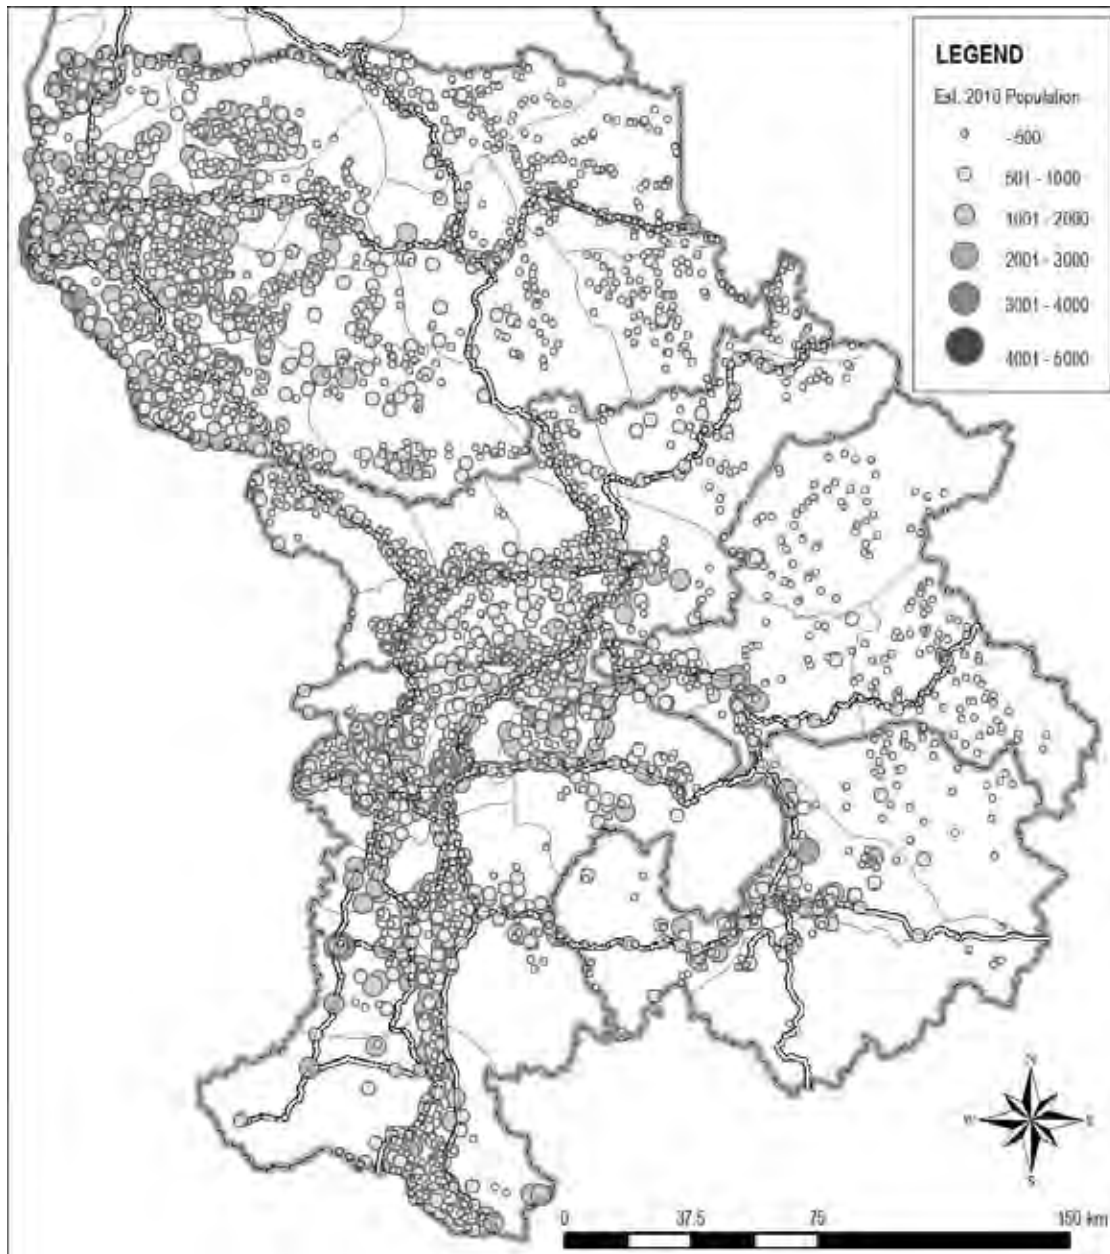 LEGEND
Est. 2010 Population
-500
501 - 1000
1001 - 2000
2001 - 3000
3001 - 4000
4001 - 5000
N
W
E
S
0 37.5 75 150 km